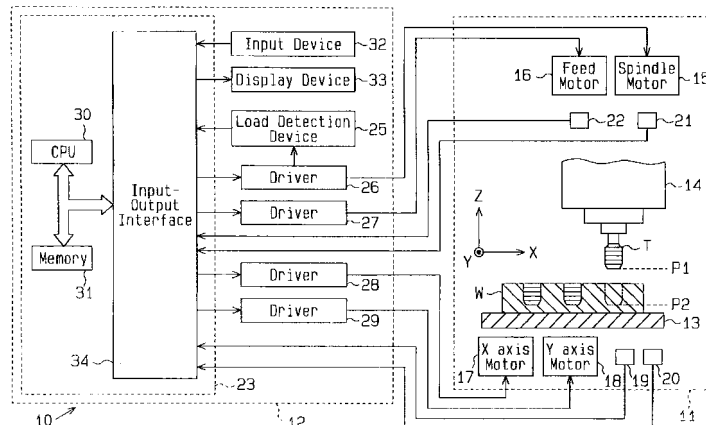 30
CPU
Memory
31
Input-
Output
Interface
34
Input Device
32
Display Device
33
Load Detection
Device
25
Driver
26
Driver
27
Driver
28
Driver
29
23
10
12
16
Feed
Motor
Spindle
Motor
15
22
21
14
Z
X
Y
T
P1
W
P2
13
X axis
Motor
17
Y axis
Motor
18
19
20
11